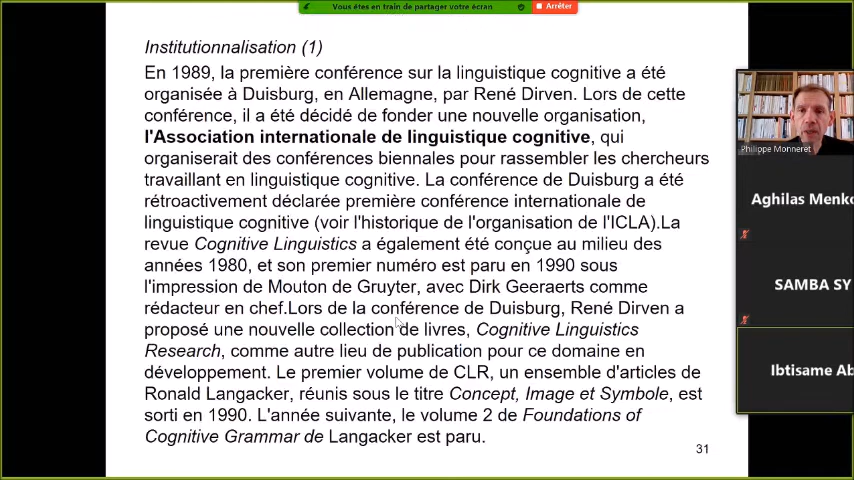 Vous êtes en train de partager votre écran
Arrêter
Institutionnalisation (1)
En 1989, la première conférence sur la linguistique cognitive a été
organisée à Duisburg, en Allemagne, par René Dirven. Lors de cette
conférence, il a été décidé de fonder une nouvelle organisation,
l'Association internationale de linguistique cognitive, qui
organiserait des conférences biennales pour rassembler les chercheurs
travaillant en linguistique cognitive. La conférence de Duisburg a été
rétroactivement déclarée première conférence internationale de
linguistique cognitive (voir l'historique de l'organisation de l'ICLA).La
revue Cognitive Linguistics a également été conçue au milieu des
années 1980, et son premier numéro est paru en 1990 sous
l'impression de Mouton de Gruyter, avec Dirk Geeraerts comme
rédacteur en chef.Lors de la conférence de Duisburg, René Dirven a
proposé une nouvelle collection de livres, Cognitive Linguistics
Research, comme autre lieu de publication pour ce domaine en
développement. Le premier volume de CLR, un ensemble d'articles de
Ronald Langacker, réunis sous le titre Concept, Image et Symbole, est
sorti en 1990. L'année suivante, le volume 2 de Foundations of
Cognitive Grammar de Langacker est paru.
31
Philippe Monneret
Aghilas Menko
SAMBA SY
Ibtisame Ab